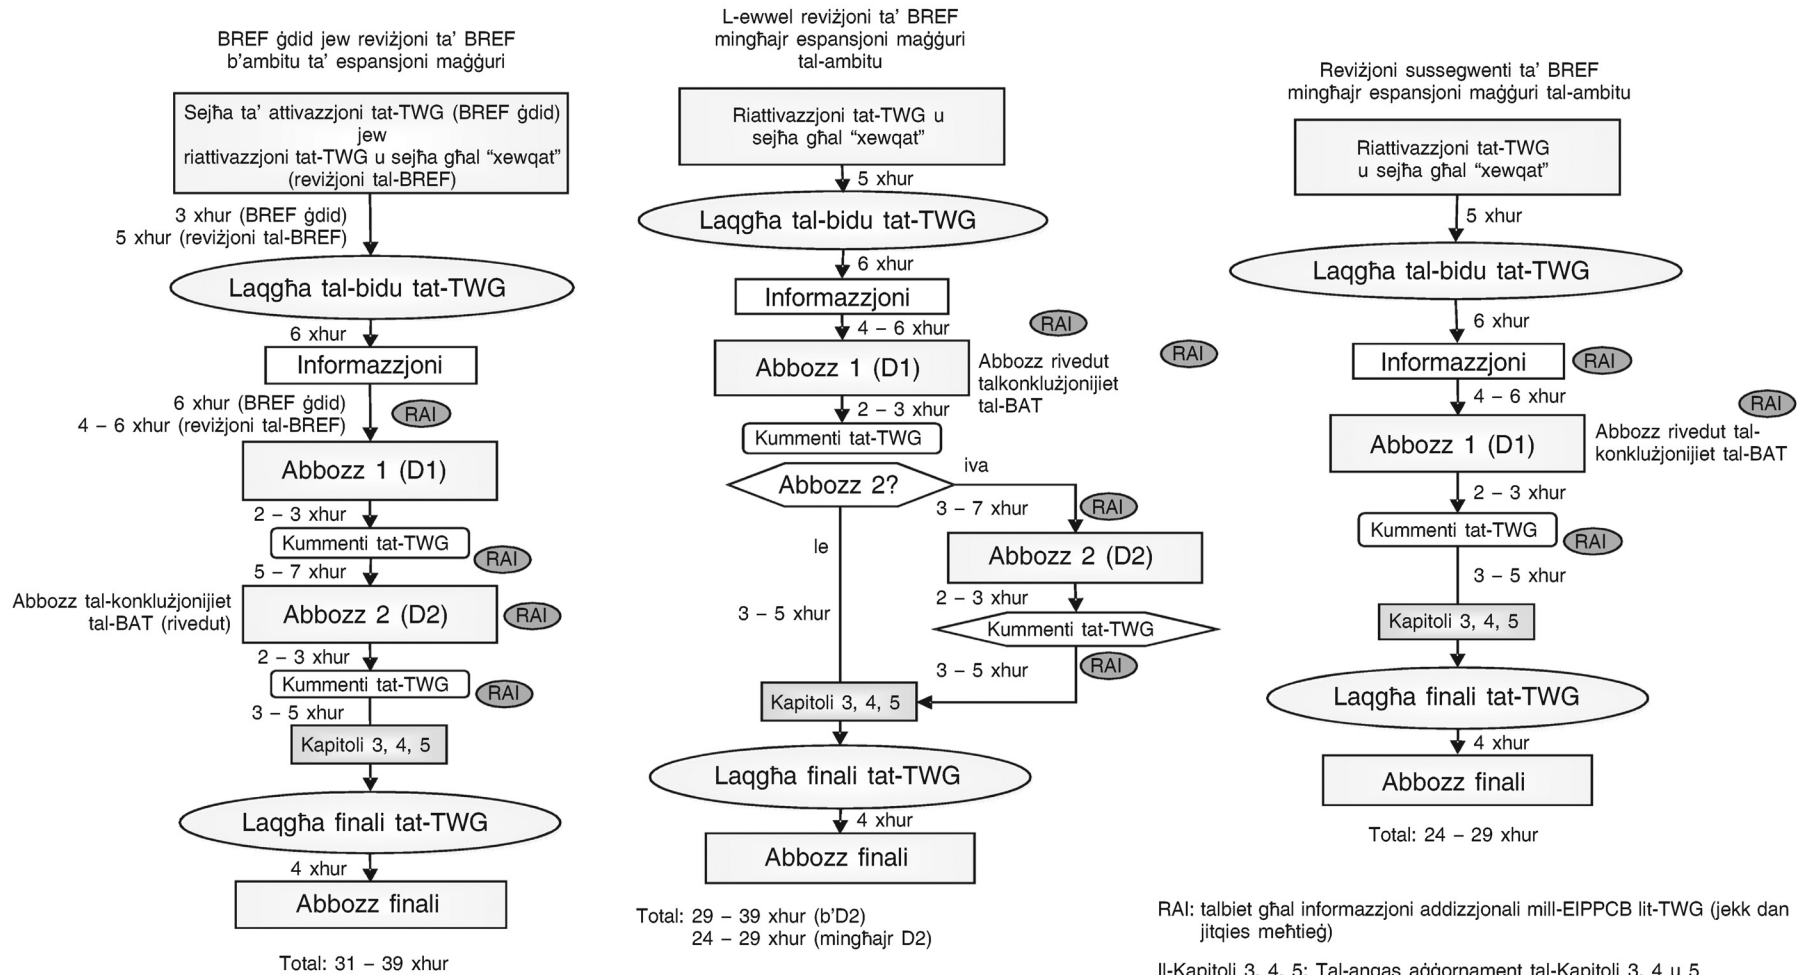 BREF ġdid jew reviżjoni ta' BREF
b'ambitu ta' espansjoni maġġuri
Sejħa ta' attivazzjoni tat-TWG (BREF ġdid)
jew
riattivazzjoni tat-TWG u sejħa għal “xewqat”
(reviżjoni tal-BREF)
3 xhur (BREF ġdid)
5 xhur (reviżjoni tal-BREF)
Laqgħa tal-bidu tat-TWG
6 xhur
Informazzjoni
6 xhur (BREF ġdid)
4 – 6 xhur (reviżjoni tal-BREF)
RAI
Abbozz 1 (D1)
2 – 3 xhur
Kummenti tat-TWG
RAI
5 – 7 xhur
Abbozz tal-konklużjonijiet
tal-BAT (rivedut)
Abbozz 2 (D2)
RAI
2 – 3 xhur
Kummenti tat-TWG
RAI
3 – 5 xhur
Kapitoli 3, 4, 5
Laqgħa finali tat-TWG
4 xhur
Abbozz finali
Total: 31 – 39 xhur
L-ewwel reviżjoni ta' BREF
mingħajr espansjoni maġġuri
tal-ambitu
Riattivazzjoni tat-TWG u
sejħa għal “xewqat”
5 xhur
Laqgħa tal-bidu tat-TWG
6 xhur
Informazzjoni
4 – 6 xhur
RAI
RAI
Abbozz 1 (D1)
Abbozz rivedut
talkonklużjonijiet
tal-BAT
2 – 3 xhur
Kummenti tat-TWG
Abbozz 2?
iva
3 – 7 xhur
RAI
le
Abbozz 2 (D2)
2 – 3 xhur
3 – 5 xhur
Kummenti tat-TWG
3 – 5 xhur
RAI
Kapitoli 3, 4, 5
Laqgħa finali tat-TWG
4 xhur
Abbozz finali
Total: 29 – 39 xhur (b'D2)
24 – 29 xhur (mingħajr D2)
Reviżjoni sussegwenti ta' BREF
mingħajr espansjoni maġġuri tal-ambitu
Riattivazzjoni tat-TWG
u sejħa għal “xewqat”
5 xhur
Laqgħa tal-bidu tat-TWG
6 xhur
Informazzjoni
RAI
4 – 6 xhur
RAI
Abbozz 1 (D1)
Abbozz rivedut tal-
konklużjonijiet tal-BAT
2 – 3 xhur
Kummenti tat-TWG
RAI
3 – 5 xhur
Kapitoli 3, 4, 5
Laqgħa finali tat-TWG
4 xhur
Abbozz finali
Total: 24 – 29 xhur
RAI: talbiet għal informazzjoni addizzjonali mill-EIPPCB lit-TWG (jekk dan
jitqies meħtieġ)
Il-Kapitoli 3, 4, 5: Tal-anqas aġġornament tal-Kapitoli 3, 4 u 5